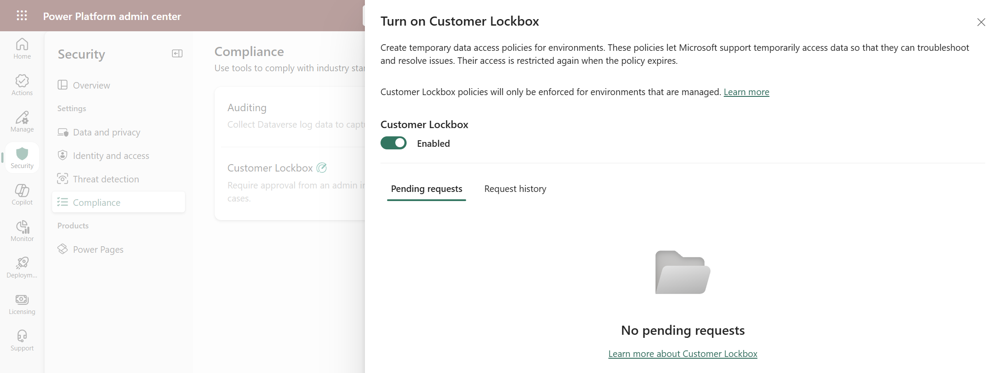 Power Platform admin center
Home
Actions
Manage
Security
Copilot
Monitor
Deploym...
Licensing
Support
Security
Overview
Settings
Data and privacy
Identity and access
Threat detection
Compliance
Products
Power Pages
Compliance
Use tools to comply with industry
Auditing
Collect Dataverse log data to
Customer Lockbox
Require approval from an admin
cases.
Turn on Customer Lockbox
Create temporary data access policies for environments. These policies let Microsoft support temporarily access data so that they can troubleshoot
and resolve issues. Their access is restricted again when the policy expires.
Customer Lockbox policies will only be enforced for environments that are managed. Learn more
Customer Lockbox
Enabled
Pending requests
Request history
No pending requests
Learn more about Customer Lockbox